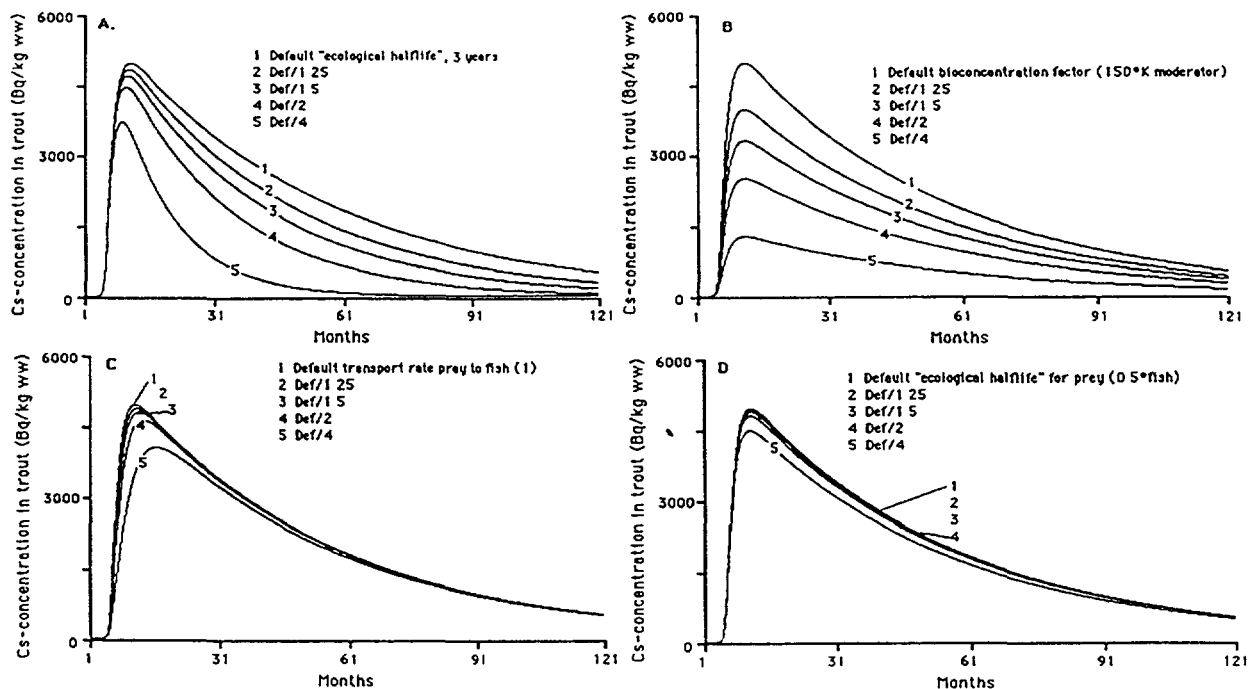 A.
6000
3000
0
Cs-concentration in trout (Bq/kg ww)
1 Default "ecological halflife", 3 years
2 Def/1 25
3 Def/1 5
4 Def/2
5 Def/4
1
2
3
4
5
1
31
61
91
121
Months
B
6000
3000
0
Cs-concentration in trout (Bq/kg ww)
1 Default bioconcentration factor (150*K moderator)
2 Def/1 25
3 Def/1 5
4 Def/2
5 Def/4
1
2
3
4
5
1
31
61
91
121
Months
C
6000
3000
0
Cs-concentration in trout (Bq/kg ww)
1 Default transport rate prey to fish (1)
2 Def/1 25
3 Def/1 5
4 Def/2
5 Def/4
1
2
3
4
5
1
31
61
91
121
Months
D
6000
3000
0
Cs-concentration in trout (Bq/kg ww)
1 Default "ecological halflife" for prey (0 5*fish)
2 Def/1 25
3 Def/1 5
4 Def/2
5 Def/4
5
1
2
3
4
1
31
61
91
121
Months